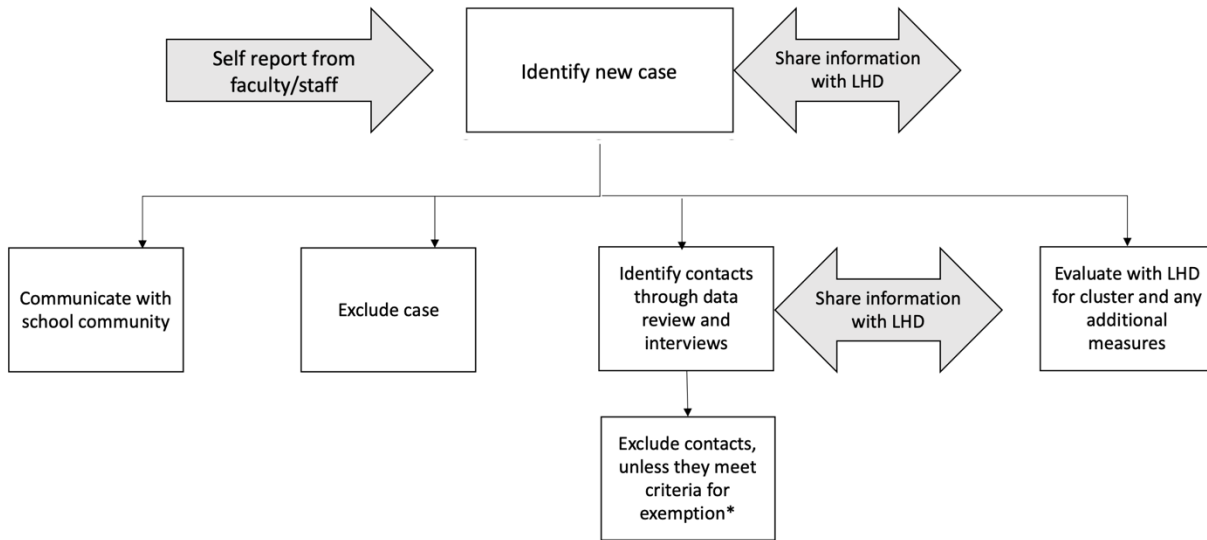 Self report from
faculty/staff
Identify new case
Share information
with LHD
Communicate with
school community
Exclude case
Identify contacts
through data
review and
interviews
Share information
with LHD
Evaluate with LHD
for cluster and any
additional
measures
Exclude contacts,
unless they meet
criteria for
exemption*